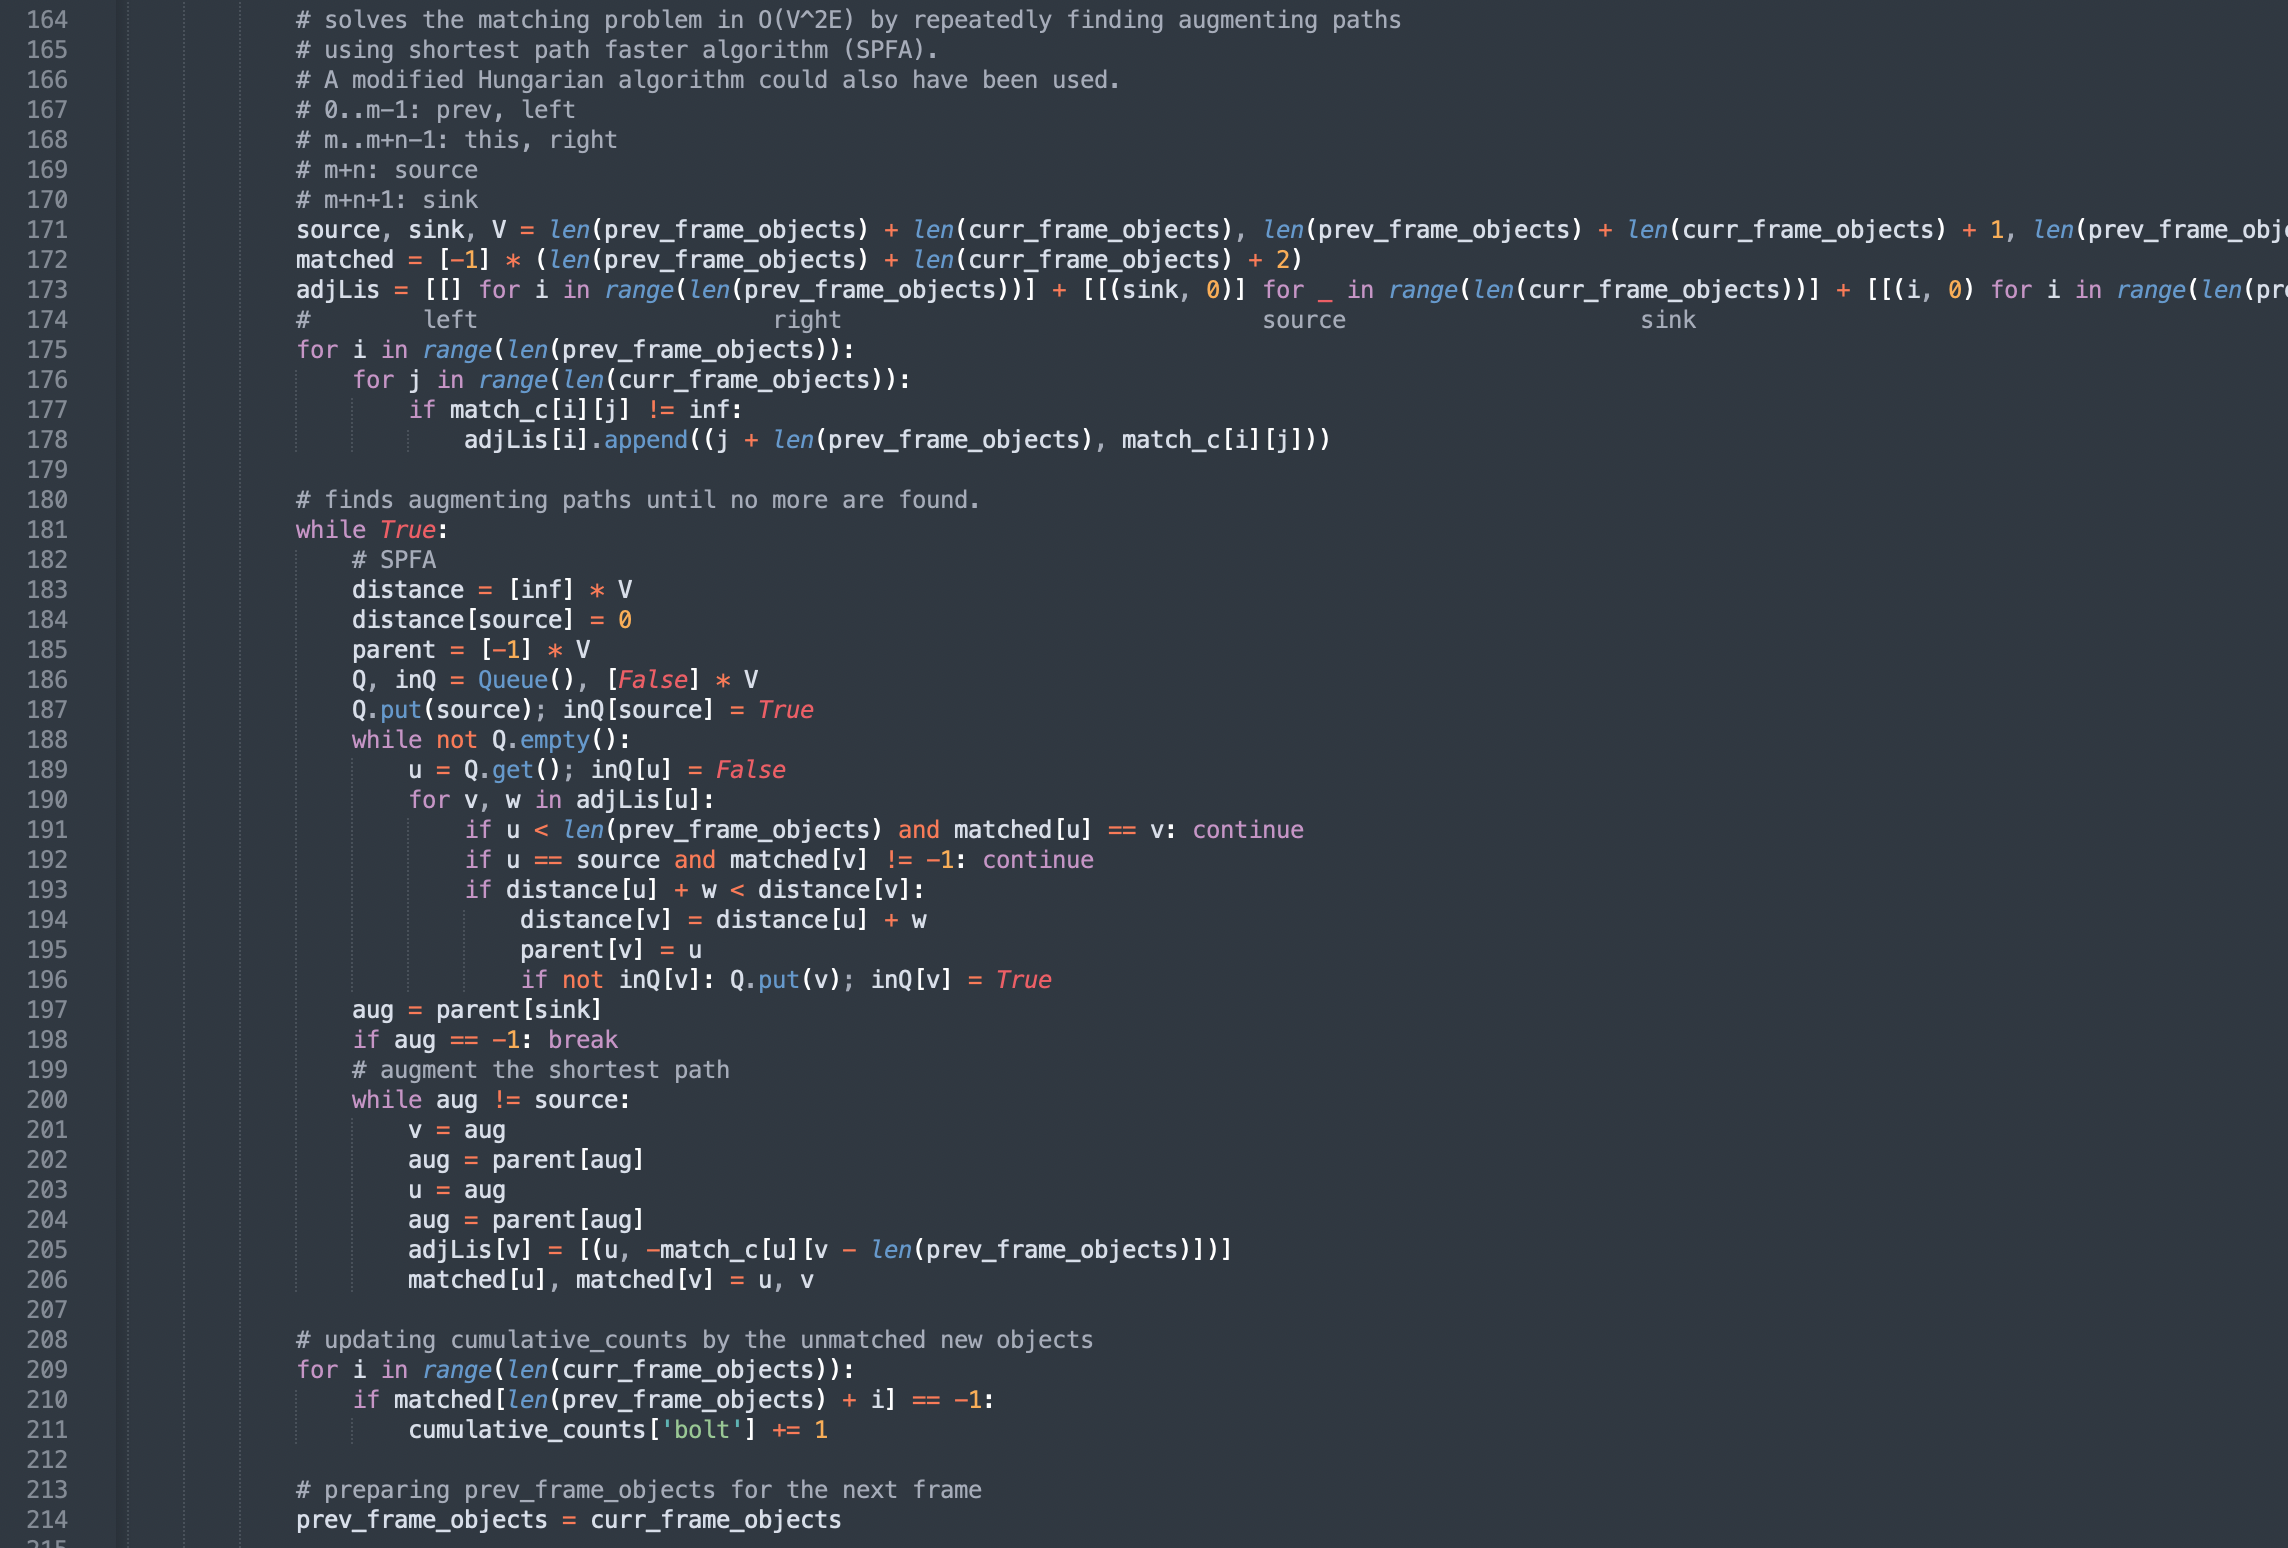 164 # solves the matching problem in O(V^2E) by repeatedly finding augmenting paths
165 # using shortest path faster algorithm (SPFA).
166 # A modified Hungarian algorithm could also have been used.
167 # 0..m-1: prev, left
168 # m..m+n-1: this, right
169 # m+n: source
170 # m+n+1: sink
171 source, sink, V = len(prev_frame_objects) + len(curr_frame_objects), len(prev_frame_objects) + len(curr_frame_objects) + 1, len(prev_frame_obj
172 matched = [-1] * (len(prev_frame_objects) + len(curr_frame_objects) + 2)
173 adjLis = [[] for i in range(len(prev_frame_objects))] + [[(sink, 0)] for _ in range(len(curr_frame_objects))] + [[(i, 0) for i in range(len(pr
174 #        left                     right                              source                     sink
175 for i in range(len(prev_frame_objects)):
176     for j in range(len(curr_frame_objects)):
177         if match_c[i][j] != inf:
178             adjLis[i].append((j + len(prev_frame_objects), match_c[i][j]))
179
180 # finds augmenting paths until no more are found.
181 while True:
182     # SPFA
183     distance = [inf] * V
184     distance[source] = 0
185     parent = [-1] * V
186     Q, inQ = Queue(), [False] * V
187     Q.put(source); inQ[source] = True
188     while not Q.empty():
189         u = Q.get(); inQ[u] = False
190         for v, w in adjLis[u]:
191             if u < len(prev_frame_objects) and matched[u] == v: continue
192             if u == source and matched[v] != -1: continue
193             if distance[u] + w < distance[v]:
194                 distance[v] = distance[u] + w
195                 parent[v] = u
196                 if not inQ[v]: Q.put(v); inQ[v] = True
197     aug = parent[sink]
198     if aug == -1: break
199     # augment the shortest path
200     while aug != source:
201         v = aug
202         aug = parent[aug]
203         u = aug
204         aug = parent[aug]
205         adjLis[v] = [(u, -match_c[u][v - len(prev_frame_objects)])]
206         matched[u], matched[v] = u, v
207
208 # updating cumulative_counts by the unmatched new objects
209 for i in range(len(curr_frame_objects)):
210     if matched[len(prev_frame_objects) + i] == -1:
211         cumulative_counts['bolt'] += 1
212
213 # preparing prev_frame_objects for the next frame
214 prev_frame_objects = curr_frame_objects
215